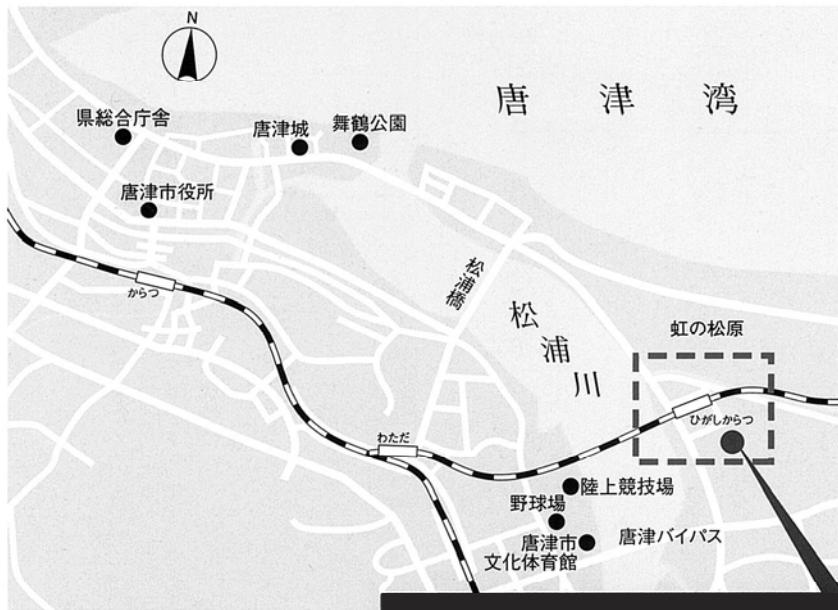 N
唐津湾
県総合庁舎
唐津城
舞鶴公園
唐津市役所
からつ
松浦橋
松浦川
虹の松原
ひがしからつ
わただ
陸上競技場
野球場
唐津市
文化体育館
唐津バイパス